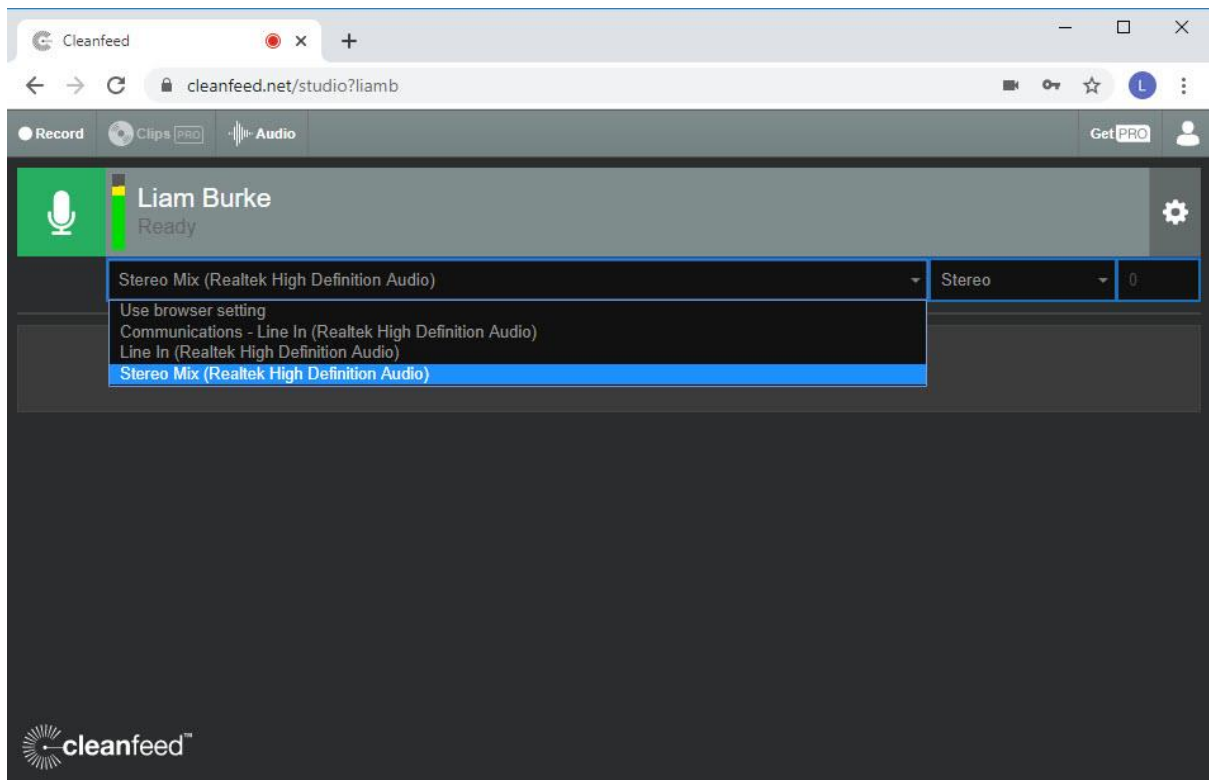 Cleanfeed
cleanfeed.net/studio?liamb
L
Record Clips PRO Audio Get PRO
Liam Burke
Ready
Stereo Mix (Realtek High Definition Audio) Stereo 0
Use browser setting
Communications - Line In (Realtek High Definition Audio)
Line In (Realtek High Definition Audio)
Stereo Mix (Realtek High Definition Audio)
cleanfeed™